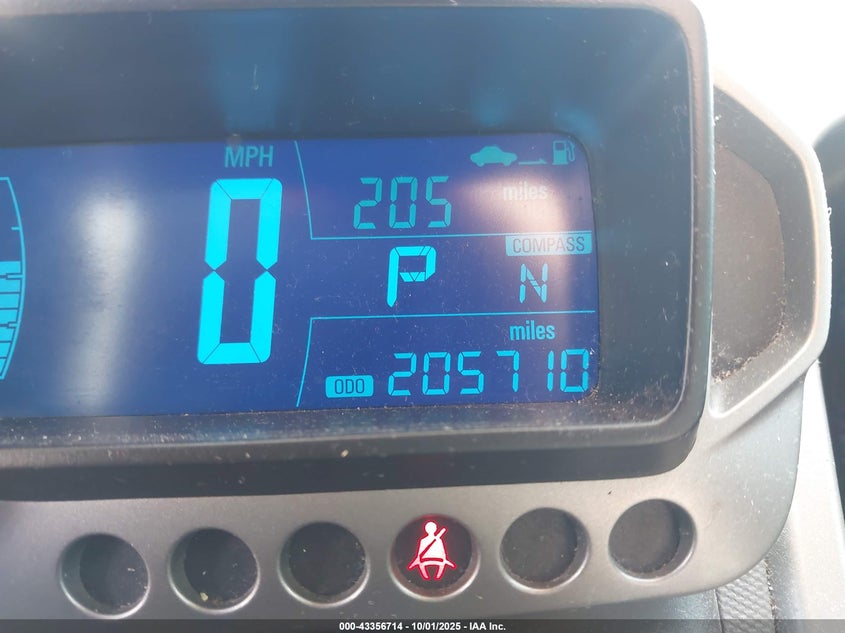 MPH
205 miles
COMPASS
P N
0
miles
ODO 205710
000-43356714 - 10/01/2025 - IAA Inc.